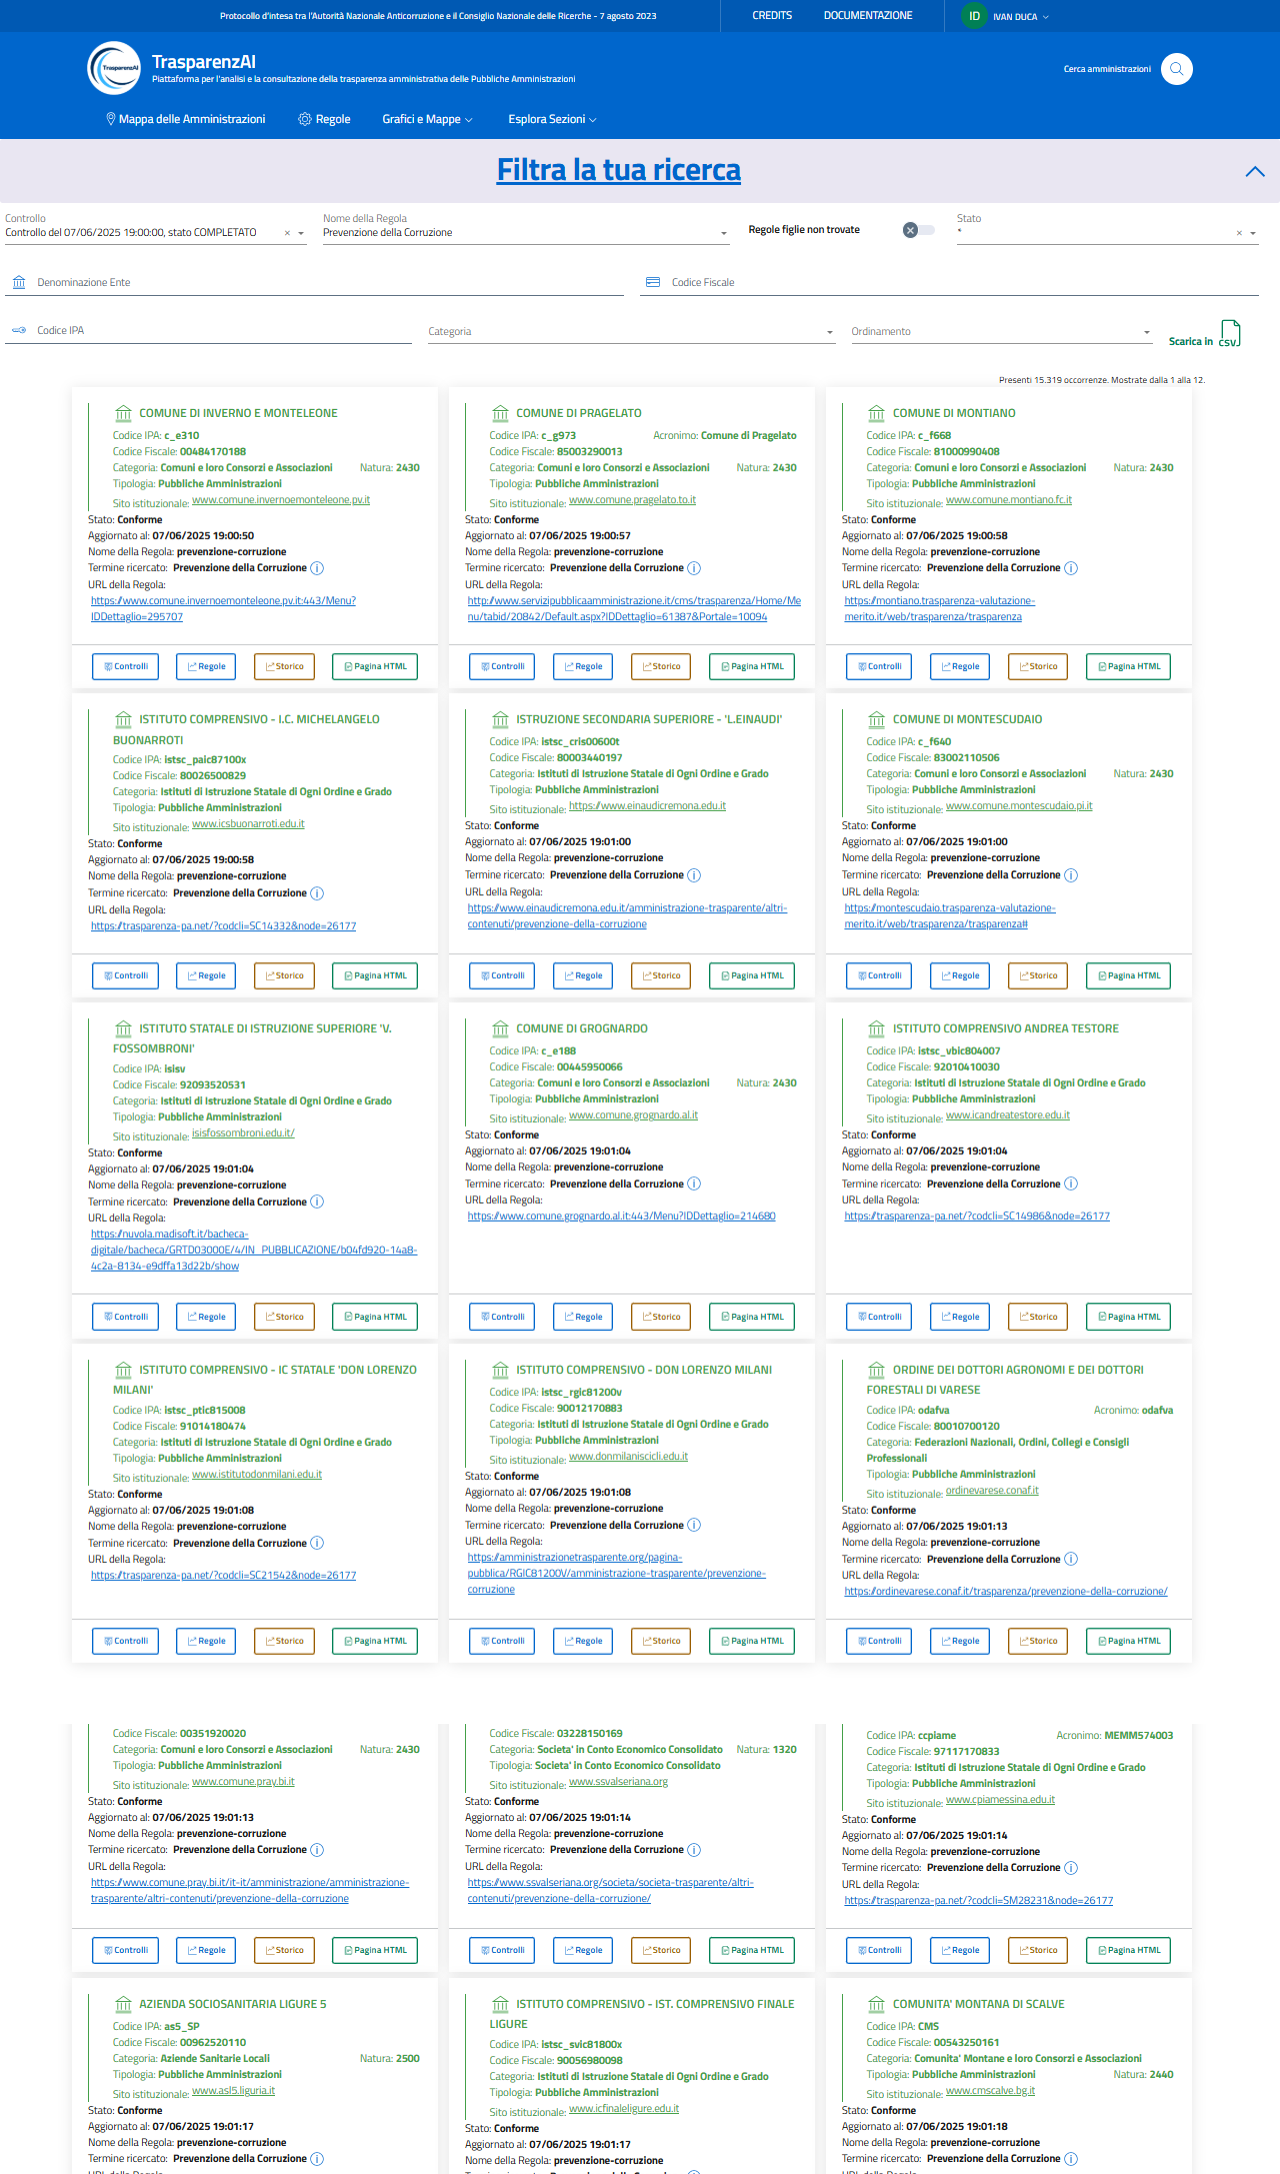 Protocollo d'intesa tra l'Autorità Nazionale Anticorruzione e il Consiglio Nazionale delle Ricerche - 7 agosto 2023
CREDITS
DOCUMENTAZIONE
ID
IVAN DUCA
TrasparenzAI
TrasparenzAI
Piattaforma per l'analisi e la consultazione della trasparenza amministrativa delle Pubbliche Amministrazioni
Cerca amministrazioni
Mappa delle Amministrazioni
Regole
Grafici e Mappe
Esplora Sezioni
Filtra la tua ricerca
Controllo
Controllo del 07/06/2025 19:00:00, stato COMPLETATO
×
Nome della Regola
Prevenzione della Corruzione
Regole figlie non trovate
Stato
*
×
Denominazione Ente
Codice Fiscale
Codice IPA
Categoria
Ordinamento
Scarica in
CSV
Presenti 15.319 occorrenze. Mostrate dalla 1 alla 12.
COMUNE DI INVERNO E MONTELEONE
Codice IPA: c_e310
Codice Fiscale: 00484170188
Categoria: Comuni e loro Consorzi e Associazioni Natura: 2430
Tipologia: Pubbliche Amministrazioni
Sito istituzionale: www.comune.invernoemonteleone.pv.it
Stato: Conforme
Aggiornato al: 07/06/2025 19:00:50
Nome della Regola: prevenzione-corruzione
Termine ricercato: Prevenzione della Corruzione
URL della Regola:
https://www.comune.invernoemonteleone.pv.it:443/Menu?
IDDettaglio=295707
Controlli Regole Storico Pagina HTML
COMUNE DI PRAGELATO
Codice IPA: c_g973 Acronimo: Comune di Pragelato
Codice Fiscale: 85003290013
Categoria: Comuni e loro Consorzi e Associazioni Natura: 2430
Tipologia: Pubbliche Amministrazioni
Sito istituzionale: www.comune.pragelato.to.it
Stato: Conforme
Aggiornato al: 07/06/2025 19:00:57
Nome della Regola: prevenzione-corruzione
Termine ricercato: Prevenzione della Corruzione
URL della Regola:
http://www.servizipubblicaamministrazione.it/cms/trasparenza/Home/Me
nu/tabid/20842/Default.aspx?IDDettaglio=61387&Portale=10094
Controlli Regole Storico Pagina HTML
COMUNE DI MONTIANO
Codice IPA: c_f668
Codice Fiscale: 81000990408
Categoria: Comuni e loro Consorzi e Associazioni Natura: 2430
Tipologia: Pubbliche Amministrazioni
Sito istituzionale: www.comune.montiano.fc.it
Stato: Conforme
Aggiornato al: 07/06/2025 19:00:58
Nome della Regola: prevenzione-corruzione
Termine ricercato: Prevenzione della Corruzione
URL della Regola:
https://montiano.trasparenza-valutazione-
merito.it/web/trasparenza/trasparenza
Controlli Regole Storico Pagina HTML
ISTITUTO COMPRENSIVO - I.C. MICHELANGELO
BUONARROTI
Codice IPA: istsc_paic87100x
Codice Fiscale: 80026500829
Categoria: Istituti di Istruzione Statale di Ogni Ordine e Grado
Tipologia: Pubbliche Amministrazioni
Sito istituzionale: www.icsbuonarroti.edu.it
Stato: Conforme
Aggiornato al: 07/06/2025 19:00:58
Nome della Regola: prevenzione-corruzione
Termine ricercato: Prevenzione della Corruzione
URL della Regola:
https://trasparenza-pa.net/?codcli=SC14332&node=26177
Controlli Regole Storico Pagina HTML
ISTRUZIONE SECONDARIA SUPERIORE - 'L.EINAUDI'
Codice IPA: istsc_cris00600t
Codice Fiscale: 80003440197
Categoria: Istituti di Istruzione Statale di Ogni Ordine e Grado
Tipologia: Pubbliche Amministrazioni
Sito istituzionale: https://www.einaudicremona.edu.it
Stato: Conforme
Aggiornato al: 07/06/2025 19:01:00
Nome della Regola: prevenzione-corruzione
Termine ricercato: Prevenzione della Corruzione
URL della Regola:
https://www.einaudicremona.edu.it/amministrazione-trasparente/altri-
contenuti/prevenzione-della-corruzione
Controlli Regole Storico Pagina HTML
COMUNE DI MONTESCUDAIO
Codice IPA: c_f640
Codice Fiscale: 83002110506
Categoria: Comuni e loro Consorzi e Associazioni Natura: 2430
Tipologia: Pubbliche Amministrazioni
Sito istituzionale: www.comune.montescudaio.pi.it
Stato: Conforme
Aggiornato al: 07/06/2025 19:01:00
Nome della Regola: prevenzione-corruzione
Termine ricercato: Prevenzione della Corruzione
URL della Regola:
https://montescudaio.trasparenza-valutazione-
merito.it/web/trasparenza/trasparenza#
Controlli Regole Storico Pagina HTML
ISTITUTO STATALE DI ISTRUZIONE SUPERIORE 'V.
FOSSOMBRONI'
Codice IPA: isisv
Codice Fiscale: 92093520531
Categoria: Istituti di Istruzione Statale di Ogni Ordine e Grado
Tipologia: Pubbliche Amministrazioni
Sito istituzionale: isisfossombroni.edu.it/
Stato: Conforme
Aggiornato al: 07/06/2025 19:01:04
Nome della Regola: prevenzione-corruzione
Termine ricercato: Prevenzione della Corruzione
URL della Regola:
https://nuvola.madisoft.it/bacheca-
digitale/bacheca/GRTD03000E/4/IN_PUBBLICAZIONE/b04fd920-14a8-
4c2a-8134-e9dffa13d22b/show
Controlli Regole Storico Pagina HTML
COMUNE DI GROGNARDO
Codice IPA: c_e188
Codice Fiscale: 00445950066
Categoria: Comuni e loro Consorzi e Associazioni Natura: 2430
Tipologia: Pubbliche Amministrazioni
Sito istituzionale: www.comune.grognardo.al.it
Stato: Conforme
Aggiornato al: 07/06/2025 19:01:04
Nome della Regola: prevenzione-corruzione
Termine ricercato: Prevenzione della Corruzione
URL della Regola:
https://www.comune.grognardo.al.it:443/Menu?IDDettaglio=214680
Controlli Regole Storico Pagina HTML
ISTITUTO COMPRENSIVO ANDREA TESTORE
Codice IPA: istsc_vbic804007
Codice Fiscale: 92010410030
Categoria: Istituti di Istruzione Statale di Ogni Ordine e Grado
Tipologia: Pubbliche Amministrazioni
Sito istituzionale: www.icandreatestore.edu.it
Stato: Conforme
Aggiornato al: 07/06/2025 19:01:04
Nome della Regola: prevenzione-corruzione
Termine ricercato: Prevenzione della Corruzione
URL della Regola:
https://trasparenza-pa.net/?codcli=SC14986&node=26177
Controlli Regole Storico Pagina HTML
ISTITUTO COMPRENSIVO - IC STATALE 'DON LORENZO
MILANI'
Codice IPA: istsc_ptic815008
Codice Fiscale: 91014180474
Categoria: Istituti di Istruzione Statale di Ogni Ordine e Grado
Tipologia: Pubbliche Amministrazioni
Sito istituzionale: www.istitutodonmilani.edu.it
Stato: Conforme
Aggiornato al: 07/06/2025 19:01:08
Nome della Regola: prevenzione-corruzione
Termine ricercato: Prevenzione della Corruzione
URL della Regola:
https://trasparenza-pa.net/?codcli=SC21542&node=26177
Controlli Regole Storico Pagina HTML
ISTITUTO COMPRENSIVO - DON LORENZO MILANI
Codice IPA: istsc_rgic81200v
Codice Fiscale: 90012170883
Categoria: Istituti di Istruzione Statale di Ogni Ordine e Grado
Tipologia: Pubbliche Amministrazioni
Sito istituzionale: www.donmilaniscicli.edu.it
Stato: Conforme
Aggiornato al: 07/06/2025 19:01:08
Nome della Regola: prevenzione-corruzione
Termine ricercato: Prevenzione della Corruzione
URL della Regola:
https://amministrazionetrasparente.org/pagina-
pubblica/RGIC81200V/amministrazione-trasparente/prevenzione-
corruzione
Controlli Regole Storico Pagina HTML
ORDINE DEI DOTTORI AGRONOMI E DEI DOTTORI
FORESTALI DI VARESE
Codice IPA: odafva Acronimo: odafva
Codice Fiscale: 80010700120
Categoria: Federazioni Nazionali, Ordini, Collegi e Consigli
Professionali
Tipologia: Pubbliche Amministrazioni
Sito istituzionale: ordinevarese.conaf.it
Stato: Conforme
Aggiornato al: 07/06/2025 19:01:13
Nome della Regola: prevenzione-corruzione
Termine ricercato: Prevenzione della Corruzione
URL della Regola:
https://ordinevarese.conaf.it/trasparenza/prevenzione-della-corruzione/
Controlli Regole Storico Pagina HTML
Codice Fiscale: 00351920020
Categoria: Comuni e loro Consorzi e Associazioni Natura: 2430
Tipologia: Pubbliche Amministrazioni
Sito istituzionale: www.comune.pray.bi.it
Stato: Conforme
Aggiornato al: 07/06/2025 19:01:13
Nome della Regola: prevenzione-corruzione
Termine ricercato: Prevenzione della Corruzione
URL della Regola:
https://www.comune.pray.bi.it/it-it/amministrazione/amministrazione-
trasparente/altri-contenuti/prevenzione-della-corruzione
Controlli Regole Storico Pagina HTML
Codice Fiscale: 03228150169
Categoria: Societa' in Conto Economico Consolidato Natura: 1320
Tipologia: Societa' in Conto Economico Consolidato
Sito istituzionale: www.ssvalseriana.org
Stato: Conforme
Aggiornato al: 07/06/2025 19:01:14
Nome della Regola: prevenzione-corruzione
Termine ricercato: Prevenzione della Corruzione
URL della Regola:
https://www.ssvalseriana.org/societa/societa-trasparente/altri-
contenuti/prevenzione-della-corruzione/
Controlli Regole Storico Pagina HTML
Codice IPA: ccpiame Acronimo: MEMM574003
Codice Fiscale: 97117170833
Categoria: Istituti di Istruzione Statale di Ogni Ordine e Grado
Tipologia: Pubbliche Amministrazioni
Sito istituzionale: www.cpiamessina.edu.it
Stato: Conforme
Aggiornato al: 07/06/2025 19:01:14
Nome della Regola: prevenzione-corruzione
Termine ricercato: Prevenzione della Corruzione
URL della Regola:
https://trasparenza-pa.net/?codcli=SM28231&node=26177
Controlli Regole Storico Pagina HTML
AZIENDA SOCIOSANITARIA LIGURE 5
Codice IPA: as5_SP
Codice Fiscale: 00962520110
Categoria: Aziende Sanitarie Locali Natura: 2500
Tipologia: Pubbliche Amministrazioni
Sito istituzionale: www.asl5.liguria.it
Stato: Conforme
Aggiornato al: 07/06/2025 19:01:17
Nome della Regola: prevenzione-corruzione
Termine ricercato: Prevenzione della Corruzione
URL della Regola:
ISTITUTO COMPRENSIVO - IST. COMPRENSIVO FINALE
LIGURE
Codice IPA: istsc_svic81800x
Codice Fiscale: 90056980098
Categoria: Istituti di Istruzione Statale di Ogni Ordine e Grado
Tipologia: Pubbliche Amministrazioni
Sito istituzionale: www.icfinaleligure.edu.it
Stato: Conforme
Aggiornato al: 07/06/2025 19:01:17
Nome della Regola: prevenzione-corruzione
COMUNITA' MONTANA DI SCALVE
Codice IPA: CMS
Codice Fiscale: 00543250161
Categoria: Comunita' Montane e loro Consorzi e Associazioni
Tipologia: Pubbliche Amministrazioni Natura: 2440
Sito istituzionale: www.cmscalve.bg.it
Stato: Conforme
Aggiornato al: 07/06/2025 19:01:18
Nome della Regola: prevenzione-corruzione
Termine ricercato: Prevenzione della Corruzione